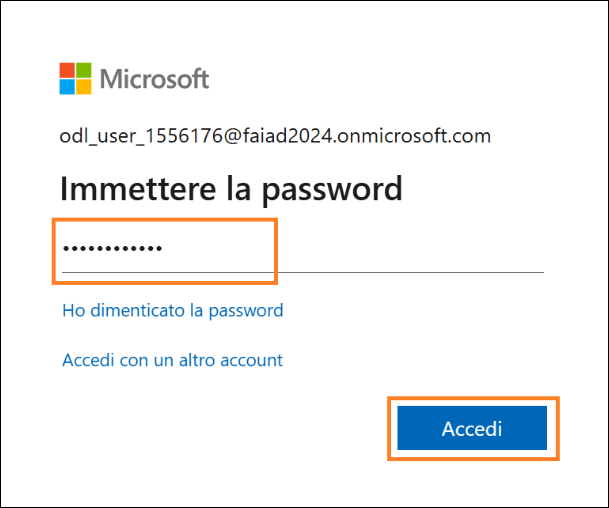 Microsoft
odl_user_1556176@faiad2024.onmicrosoft.com
Immettere la password
••••••••••••
Ho dimenticato la password
Accedi con un altro account
Accedi